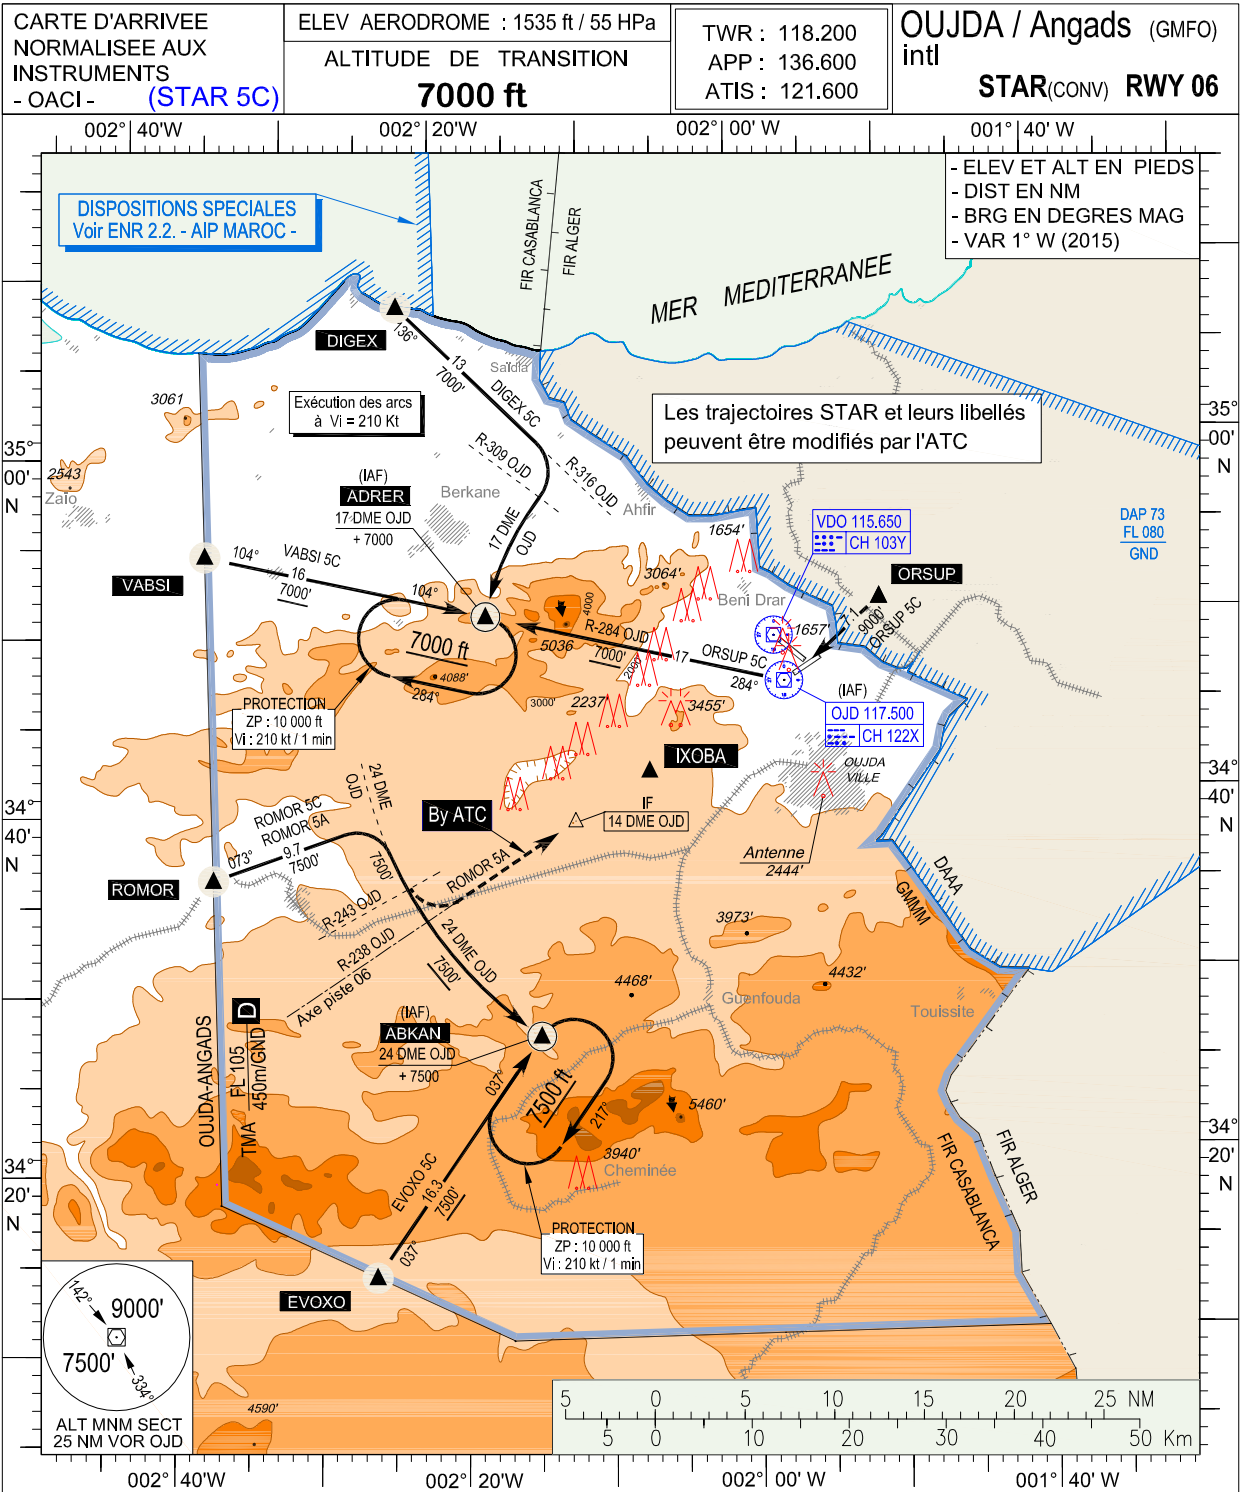 CARTE D'ARRIVEE
NORMALISEE AUX
INSTRUMENTS
- OACI -
(STAR 5C)
ELEV AERODROME : 1535 ft / 55 HPa
ALTITUDE DE TRANSITION
7000 ft
TWR : 118.200
APP : 136.600
ATIS : 121.600
OUJDA / Angads (GMFO)
intl
STAR(CONV) RWY 06
002° 40' W
002° 20' W
002° 00' W
001° 40' W
- ELEV ET ALT EN PIEDS
- DIST EN NM
- BRG EN DEGRES MAG
- VAR 1° W (2015)
DISPOSITIONS SPECIALES
Voir ENR 2.2. - AIP MAROC -
FIR CASABLANCA
FIR ALGER
MER MEDITERRANEE
DIGEX
136°
13
7000'
DIGEX 5C
Saïdia
3061
Exécution des arcs
à Vi = 210 Kt
Les trajectoires STAR et leurs libellés
peuvent être modifiés par l'ATC
35°
00'
N
35°
00'
N
R-309 OJD
R-316 OJD
2543
Zaïo
(IAF)
ADRER
17 DME OJD
+ 7000
Berkane
17 DME
OJD
Ahfir
1654'
VDO 115.650
CH 103Y
DAP 73
FL 080
GND
VABSI
104°
VABSI 5C
16
7000'
104°
3064'
Beni Drar
ORSUP
7.1
9000'
ORSUP 5C
1657'
4000
5036
R-284 OJD
7000'
17
ORSUP 5C
284°
2000
7000 ft
4088'
284°
3000'
2237
3455'
(IAF)
OJD 117.500
CH 122X
PROTECTION
ZP : 10 000 ft
Vi : 210 kt / 1 min
OUJDA
VILLE
IXOBA
34°
40'
N
34°
40'
N
24 DME
OJD
ROMOR 5C
ROMOR 5A
073°
9.7
7500'
By ATC
IF
14 DME OJD
7500'
ROMOR 5A
Antenne
2444'
ROMOR
R-243 OJD
R-238 OJD
Axe piste 06
24 DME OJD
7500'
DAAA
GMMM
3973'
4468'
4432'
Guenfouda
Touissite
(IAF)
ABKAN
24 DME OJD
+ 7500
OUJDA-ANGADS
TMA
FL 105
450m/GND
D
037°
7500 ft
217°
5460'
3940'
Cheminée
34°
20'
N
34°
20'
N
EVOXO 5C
16.3
7500'
037°
FIR CASABLANCA
FIR ALGER
PROTECTION
ZP : 10 000 ft
Vi : 210 kt / 1 min
EVOXO
142°
9000'
7500'
334°
ALT MNM SECT
25 NM VOR OJD
4590'
5 0 5 10 15 20 25 NM
5 0 10 20 30 40 50 Km
002° 40' W
002° 20' W
002° 00' W
001° 40' W